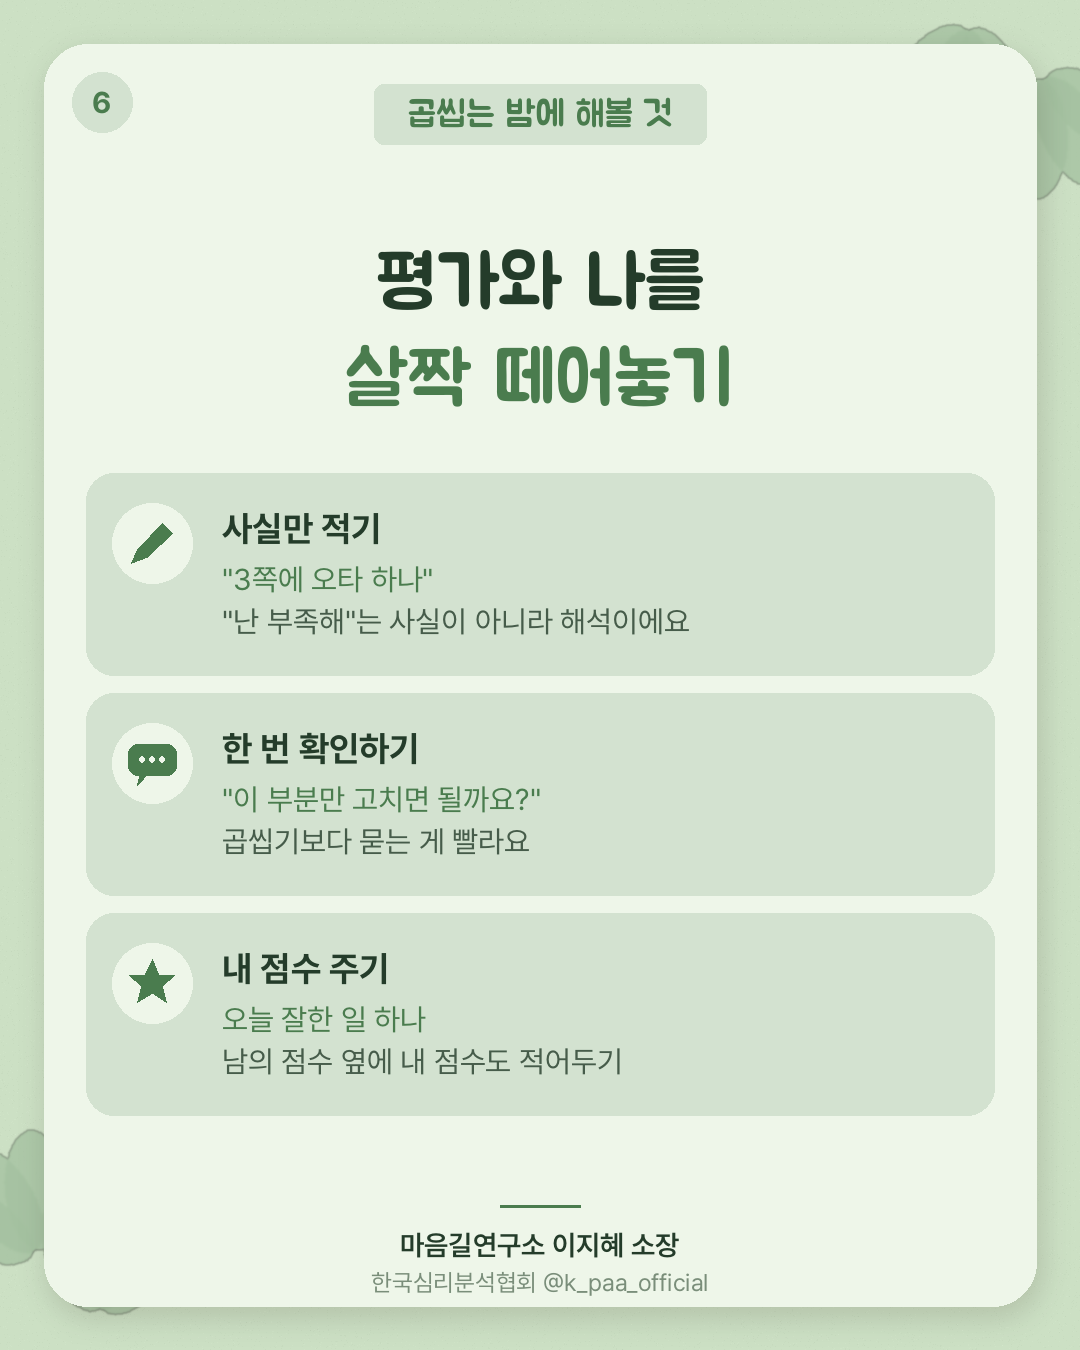 6
곱씹는 밤에 해볼 것
평가와 나를
살짝 떼어놓기
사실만 적기
"3쪽에 오타 하나"
"난 부족해"는 사실이 아니라 해석이에요
한 번 확인하기
"이 부분만 고치면 될까요?"
곱씹기보다 묻는 게 빨라요
내 점수 주기
오늘 잘한 일 하나
남의 점수 옆에 내 점수도 적어두기
마음길연구소 이지혜 소장
한국심리분석협회 @k_paa_official